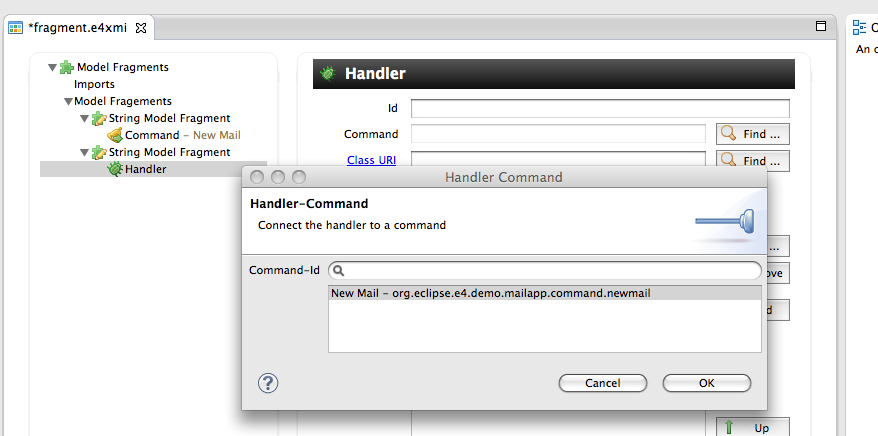 *fragment.e4xmi
Model Fragments
Imports
Model Fragements
String Model Fragment
Command – New Mail
String Model Fragment
Handler
Handler
Id
Command
Find ...
Class URI
Find ...
Handler Command
Handler-Command
Connect the handler to a command
Command-Id
New Mail – org.eclipse.e4.demo.mailapp.command.newmail
?
Cancel
OK
...
ove
d
Up
O
An o